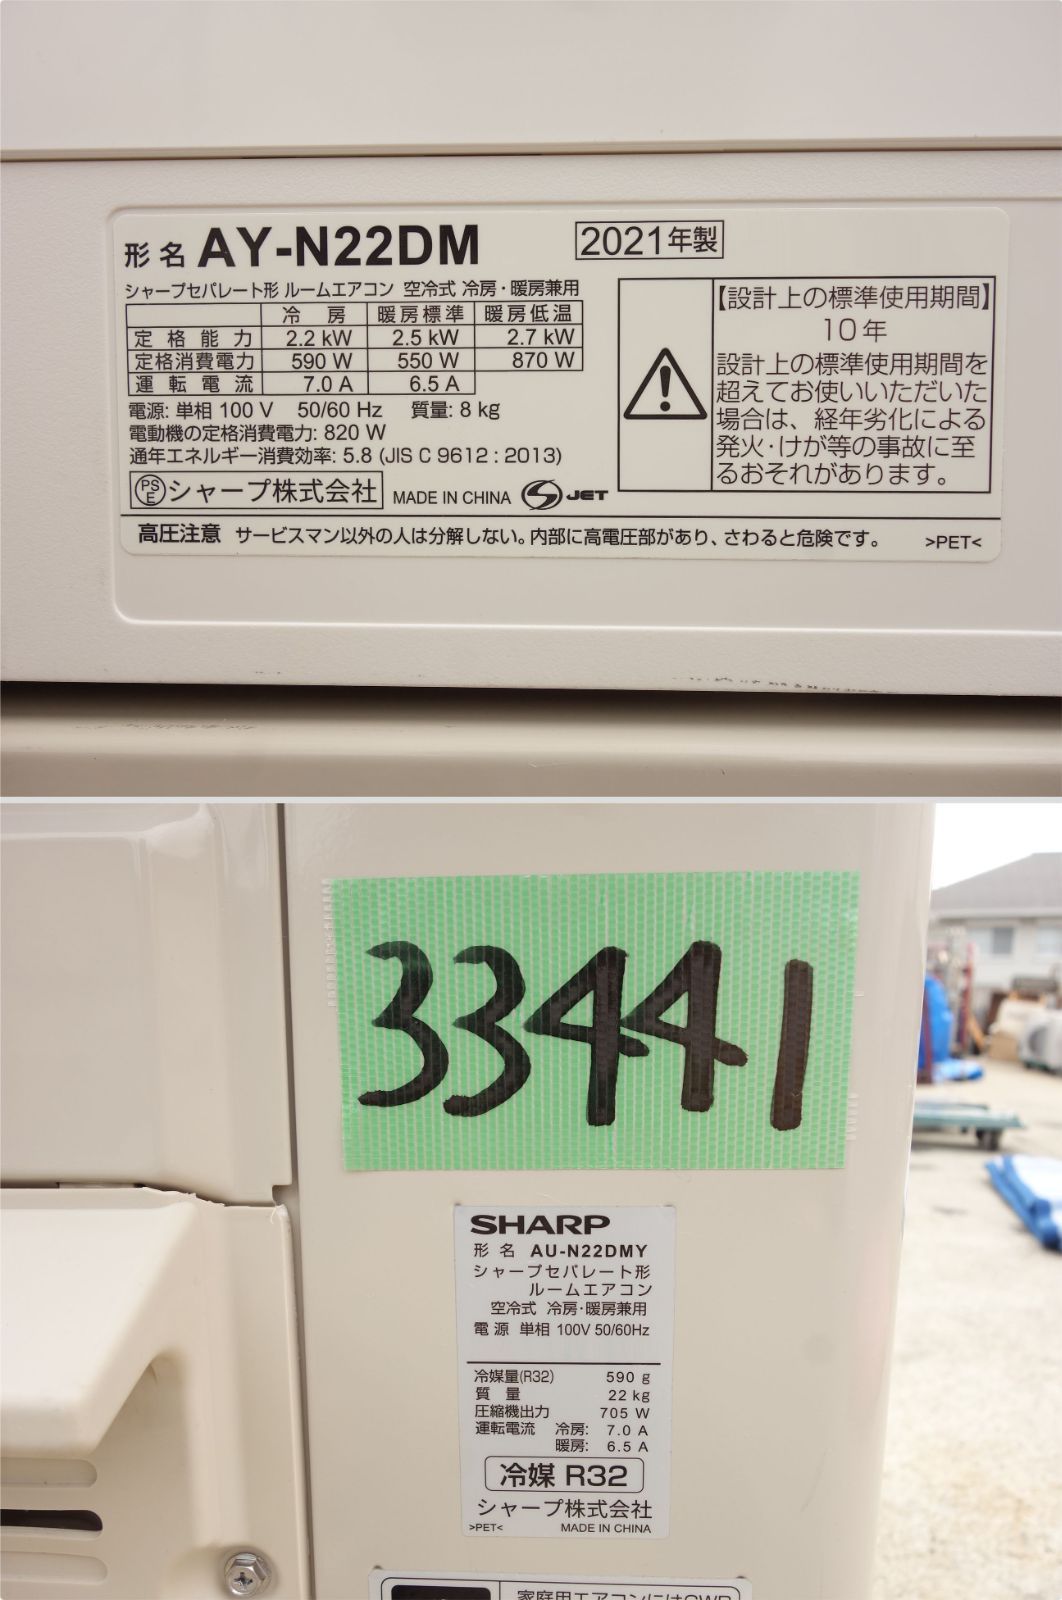 形名 AY-N22DM
2021年製
シャープセパレート形 ルームエアコン 空冷式 冷房・暖房兼用
冷房 暖房標準 暖房低温
定格能力 2.2 kW 2.5 kW 2.7 kW
定格消費電力 590 W 550 W 870 W
運転電流 7.0 A 6.5 A
電源: 単相 100 V 50/60 Hz 質量: 8 kg
電動機の定格消費電力: 820 W
通年エネルギー消費効率: 5.8 (JIS C 9612 : 2013)
PSE シャープ株式会社 MADE IN CHINA S JET
【設計上の標準使用期間】
10年
設計上の標準使用期間を
超えてお使いいただいた
場合は、経年劣化による
発火・けが等の事故に至
るおそれがあります。
高圧注意 サービスマン以外の人は分解しない。内部に高電圧部があり、さわると危険です。 >PET<
33441
SHARP
形名 AU-N22DMY
シャープセパレート形
ルームエアコン
空冷式 冷房・暖房兼用
電源 単相 100V 50/60Hz
冷媒量(R32) 590 g
質量 22 kg
圧縮機出力 705 W
運転電流 冷房: 7.0 A
暖房: 6.5 A
冷媒 R32
シャープ株式会社
>PET< MADE IN CHINA
家庭用エアコンにはGWP